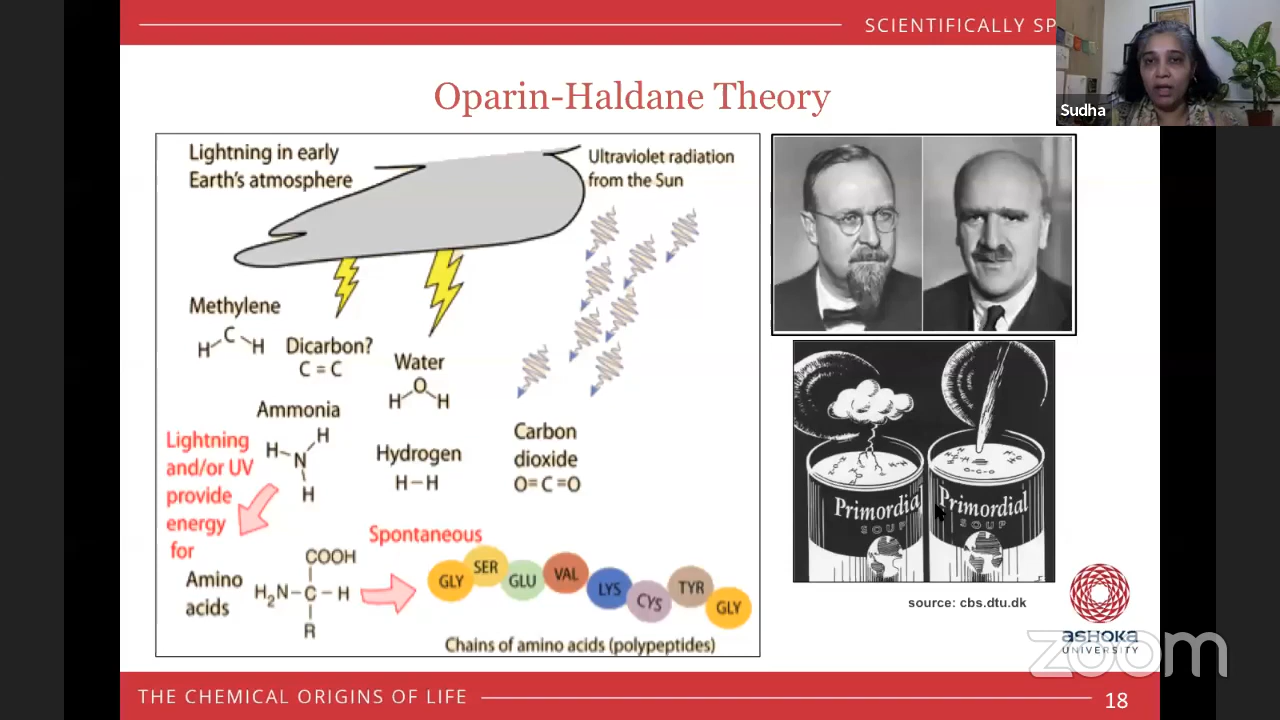 SCIENTIFICALLY SP
Sudha
Oparin-Haldane Theory
Lightning in early
Earth's atmosphere
Ultraviolet radiation
from the Sun
Methylene
H C H
Dicarbon?
C = C
Water
H O H
Ammonia
H
H N
H
Hydrogen
H–H
Carbon
dioxide
O=C=O
Lightning
and/or UV
provide
energy
for
Amino
acids
COOH
H₂N–C–H
R
Spontaneous
GLY SER GLU VAL LYS CYS TYR GLY
Chains of amino acids (polypeptides)
Primordial
SOUP
Primordial
SOUP
source: cbs.dtu.dk
ASHOKA
UNIVERSITY
zoom
THE CHEMICAL ORIGINS OF LIFE
18